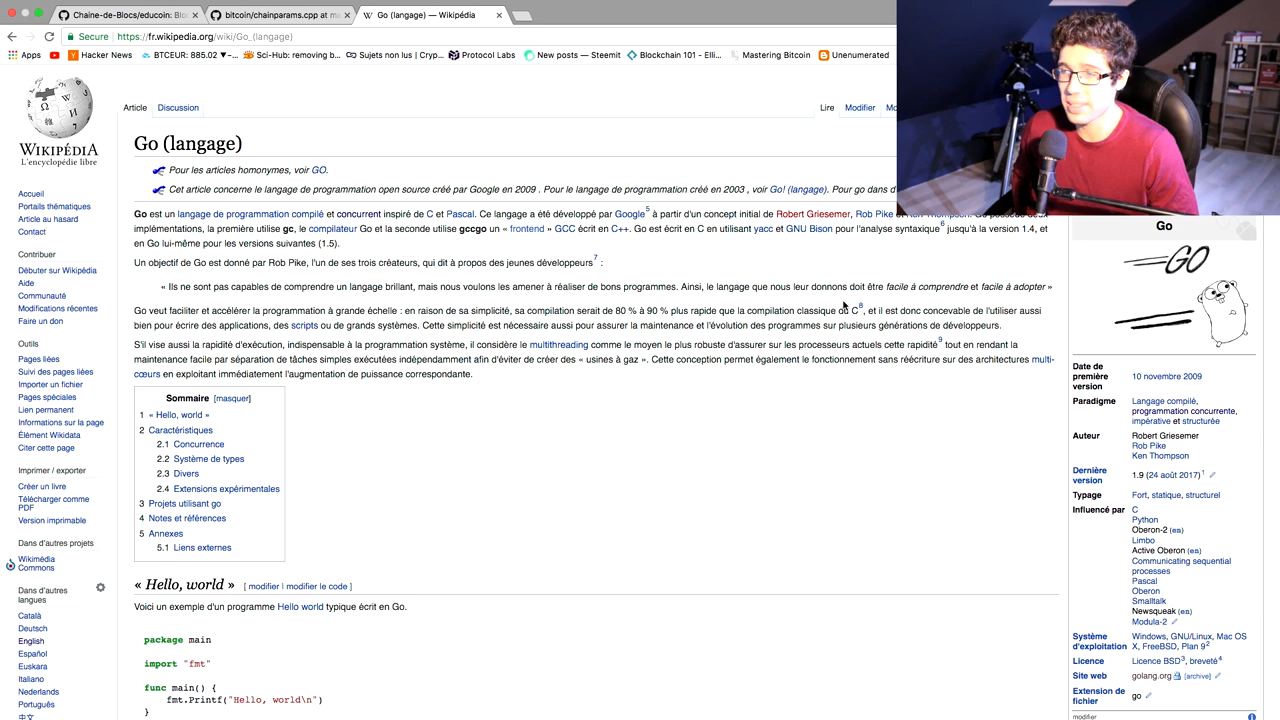 Chaine-de-Blocs/educoin: Blo
bitcoin/chainparams.cpp at m
Go (langage) — Wikipédia
Secure
https://fr.wikipedia.org/wiki/Go_(langage)
Apps
Hacker News
BTCEUR: 885.02 ▼−...
Sci-Hub: removing b...
Sujets non lus | Cryp...
Protocol Labs
New posts — Steemit
Blockchain 101 - Elli...
Mastering Bitcoin
Unenumerated
WIKIPÉDIA
L'encyclopédie libre
Accueil
Portails thématiques
Article au hasard
Contact
Contribuer
Débuter sur Wikipédia
Aide
Communauté
Modifications récentes
Faire un don
Outils
Pages liées
Suivi des pages liées
Importer un fichier
Pages spéciales
Lien permanent
Informations sur la page
Élément Wikidata
Citer cette page
Imprimer / exporter
Créer un livre
Télécharger comme
PDF
Version imprimable
Dans d'autres projets
Wikimédia
Commons
Dans d'autres
langues
Català
Deutsch
English
Español
Euskara
Italiano
Nederlands
Português
中文
Article Discussion
Lire Modifier
Go (langage)
Pour les articles homonymes, voir GO.
Cet article concerne le langage de programmation open source créé par Google en 2009 . Pour le langage de programmation créé en 2003 , voir Go! (langage). Pour go dans d
Go est un langage de programmation compilé et concurrent inspiré de C et Pascal. Ce langage a été développé par Google5 à partir d'un concept initial de Robert Griesemer, Rob Pike
implémentations, la première utilise gc, le compilateur Go et la seconde utilise gccgo un « frontend » GCC écrit en C++. Go est écrit en C en utilisant yacc et GNU Bison pour l'analyse syntaxique6 jusqu'à la version 1.4, et
en Go lui-même pour les versions suivantes (1.5).
Un objectif de Go est donné par Rob Pike, l'un de ses trois créateurs, qui dit à propos des jeunes développeurs7 :
« Ils ne sont pas capables de comprendre un langage brillant, mais nous voulons les amener à réaliser de bons programmes. Ainsi, le langage que nous leur donnons doit être facile à comprendre et facile à adopter »
Go veut faciliter et accélérer la programmation à grande échelle : en raison de sa simplicité, sa compilation serait de 80 % à 90 % plus rapide que la compilation classique du C8, et il est donc concevable de l'utiliser aussi
bien pour écrire des applications, des scripts ou de grands systèmes. Cette simplicité est nécessaire aussi pour assurer la maintenance et l'évolution des programmes sur plusieurs générations de développeurs.
S'il vise aussi la rapidité d'exécution, indispensable à la programmation système, il considère le multithreading comme le moyen le plus robuste d'assurer sur les processeurs actuels cette rapidité9 tout en rendant la
maintenance facile par séparation de tâches simples exécutées indépendamment afin d'éviter de créer des « usines à gaz ». Cette conception permet également le fonctionnement sans réécriture sur des architectures multi-
cœurs en exploitant immédiatement l'augmentation de puissance correspondante.
Sommaire [masquer]
1 « Hello, world »
2 Caractéristiques
2.1 Concurrence
2.2 Système de types
2.3 Divers
2.4 Extensions expérimentales
3 Projets utilisant go
4 Notes et références
5 Annexes
5.1 Liens externes
« Hello, world » [ modifier | modifier le code ]
Voici un exemple d'un programme Hello world typique écrit en Go.
package main
import "fmt"
func main() {
fmt.Printf("Hello, world\n")
}
Go
GO
Date de
première
version
10 novembre 2009
Paradigme
Langage compilé,
programmation concurrente,
impérative et structurée
Auteur
Robert Griesemer
Rob Pike
Ken Thompson
Dernière
version
1.9 (24 août 2017)1
Typage
Fort, statique, structurel
Influencé par
C
Python
Oberon-2 (en)
Limbo
Active Oberon (en)
Communicating sequential
processes
Pascal
Oberon
Smalltalk
Newsqueak (en)
Modula-2
Système
d'exploitation
Windows, GNU/Linux, Mac OS
X, FreeBSD, Plan 92
Licence
Licence BSD3, breveté4
Site web
golang.org [archive]
Extension de
fichier
go
modifier